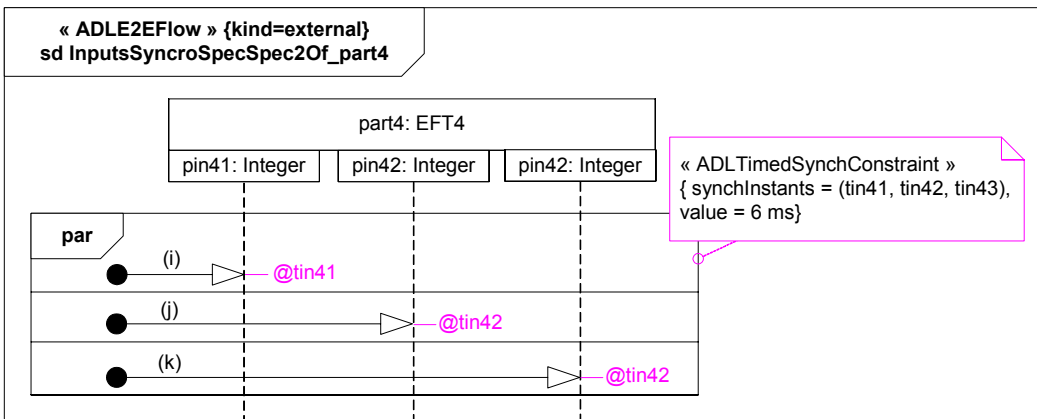 « ADLE2EFlow » {kind=external}
sd InputsSyncroSpecSpec2Of_part4
part4: EFT4
pin41: Integer
pin42: Integer
pin42: Integer
« ADLTimedSynchConstraint »
{ synchInstants = (tin41, tin42, tin43),
value = 6 ms}
par
(i)
@tin41
(j)
@tin42
(k)
@tin42